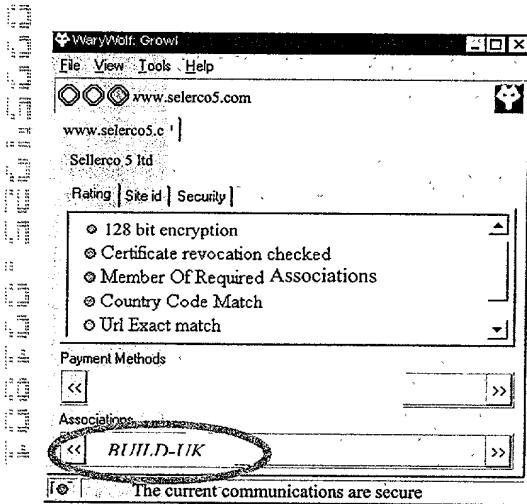 WaryWolf: Growl
File View Tools Help
www.selerco5.com
www.selerco5.c
Sellerco 5 ltd
Rating Site id Security
128 bit encryption
Certificate revocation checked
Member Of Required Associations
Country Code Match
Url Exact match
Payment Methods
<< >>
Associations
<< BUILD-UK >>
The current communications are secure